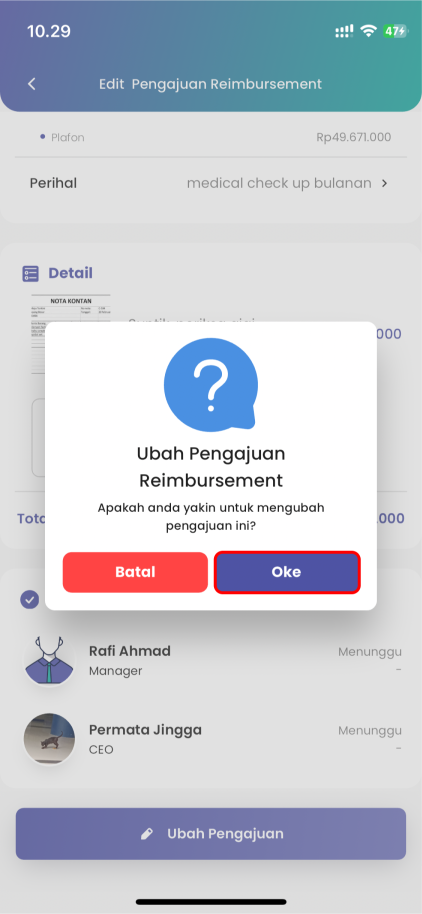 10.29
47
Edit Pengajuan Reimbursement
Plafon Rp49.671.000
Perihal medical check up bulanan
Detail
NOTA KONTAN
000
Ubah Pengajuan
Reimbursement
Apakah anda yakin untuk mengubah
pengajuan ini?
Batal Oke
Tota .000
Rafi Ahmad Menunggu
Manager -
Permata Jingga Menunggu
CEO -
Ubah Pengajuan